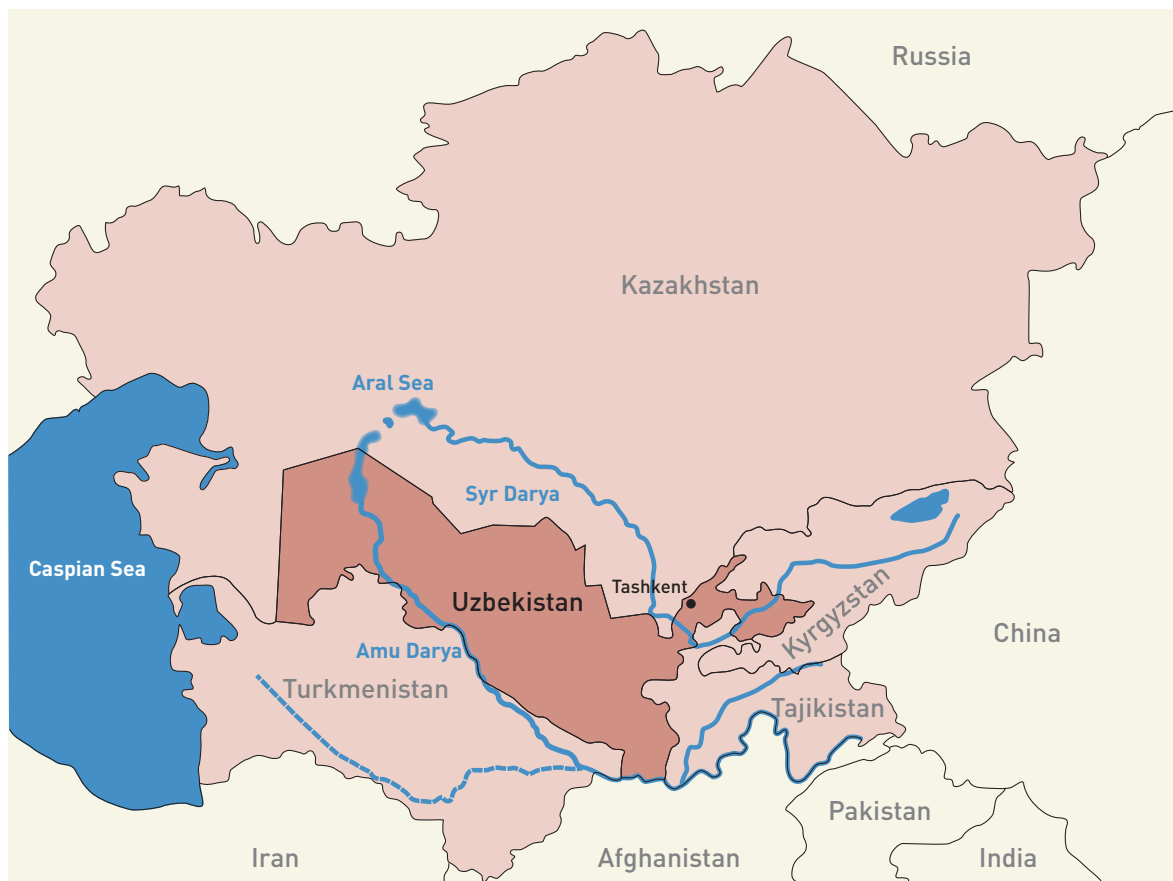 Russia
Kazakhstan
Aral Sea
Syr Darya
Caspian Sea
Tashkent
Uzbekistan
Kyrgyzstan
China
Amu Darya
Turkmenistan
Tajikistan
Pakistan
Iran
Afghanistan
India